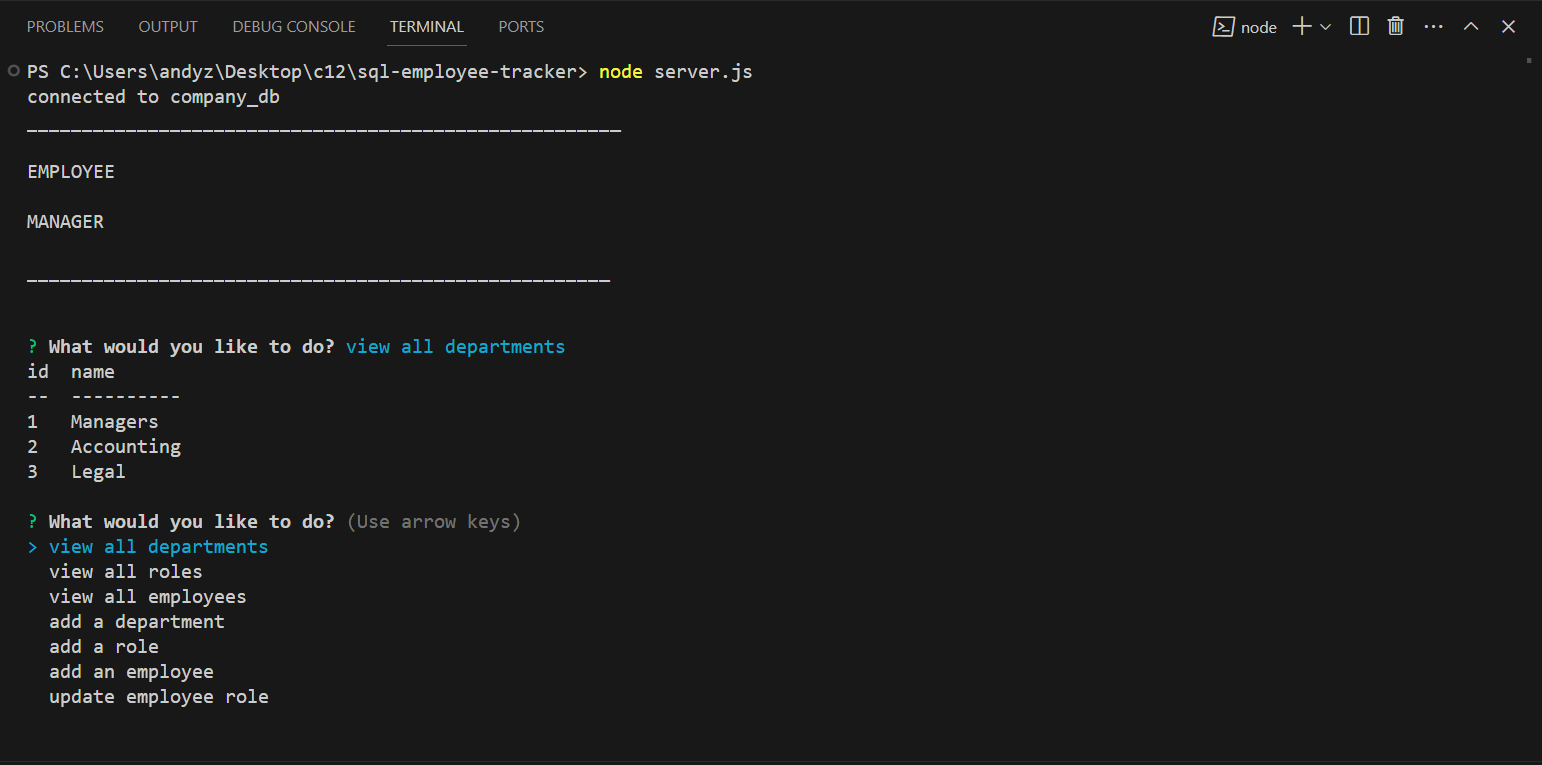 PROBLEMS OUTPUT DEBUG CONSOLE TERMINAL PORTS node
PS C:\Users\andyz\Desktop\c12\sql-employee-tracker> node server.js
connected to company_db
______________________________________________________
EMPLOYEE
MANAGER
_____________________________________________________
? What would you like to do? view all departments
id  name
--  ----------
1   Managers
2   Accounting
3   Legal
? What would you like to do? (Use arrow keys)
> view all departments
  view all roles
  view all employees
  add a department
  add a role
  add an employee
  update employee role